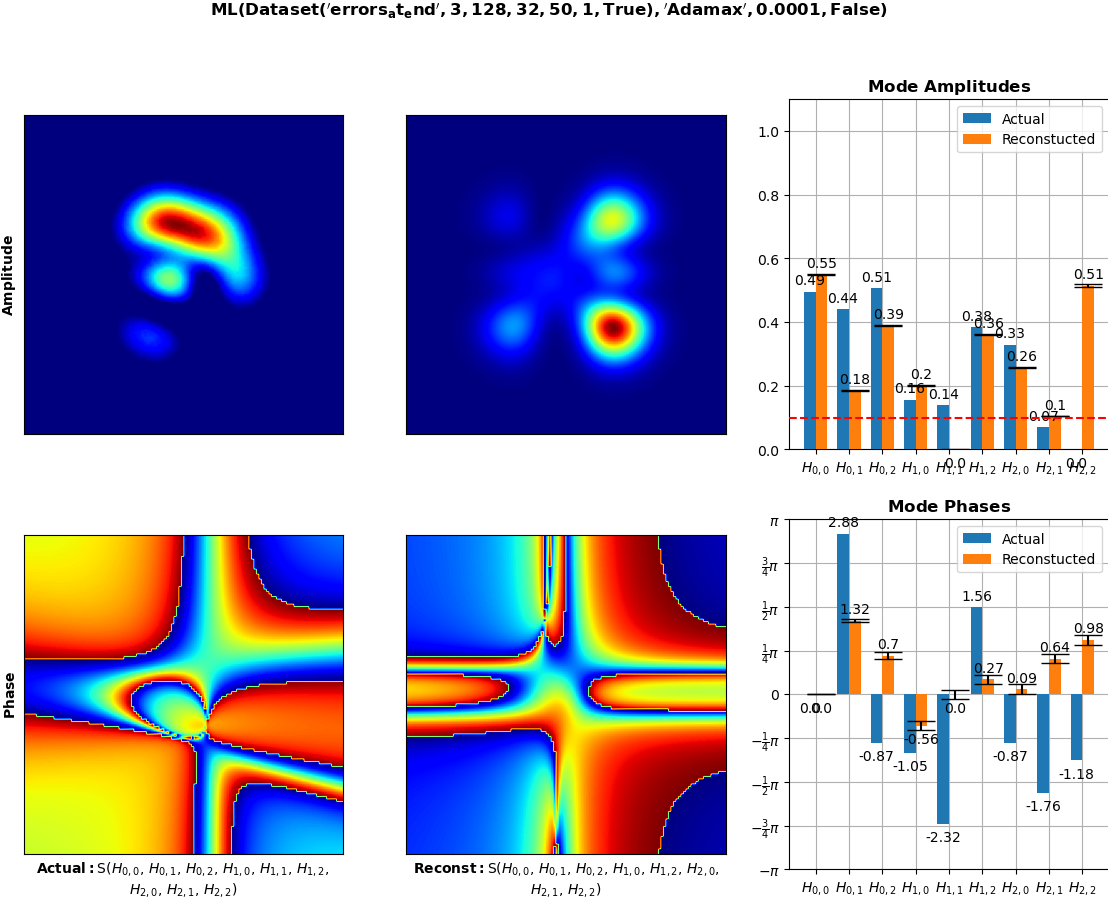 ML(Dataset('errors_at_end', 3, 128, 32, 50, 1, True), 'Adamax', 0.0001, False)
Amplitude
Mode Amplitudes
Actual
Reconstucted
1.0
0.8
0.6
0.4
0.2
0.0
0.49 0.55 0.44 0.18 0.51 0.39 0.16 0.2 0.14 0.0 0.38 0.36 0.33 0.26 0.07 0.1 0.0 0.51
H0,0 H0,1 H0,2 H1,0 H1,1 H1,2 H2,0 H2,1 H2,2
Phase
Mode Phases
Actual
Reconstucted
π
3/4π
1/2π
1/4π
0
−1/4π
−1/2π
−3/4π
−π
0.0 0.0 2.88 1.32 -0.87 0.7 -1.05 -0.56 -2.32 0.0 1.56 0.27 -0.87 0.09 -1.76 0.64 -1.18 0.98
H0,0 H0,1 H0,2 H1,0 H1,1 H1,2 H2,0 H2,1 H2,2
Actual: S(H0,0, H0,1, H0,2, H1,0, H1,1, H1,2,
H2,0, H2,1, H2,2)
Reconst: S(H0,0, H0,1, H0,2, H1,0, H1,2, H2,0,
H2,1, H2,2)